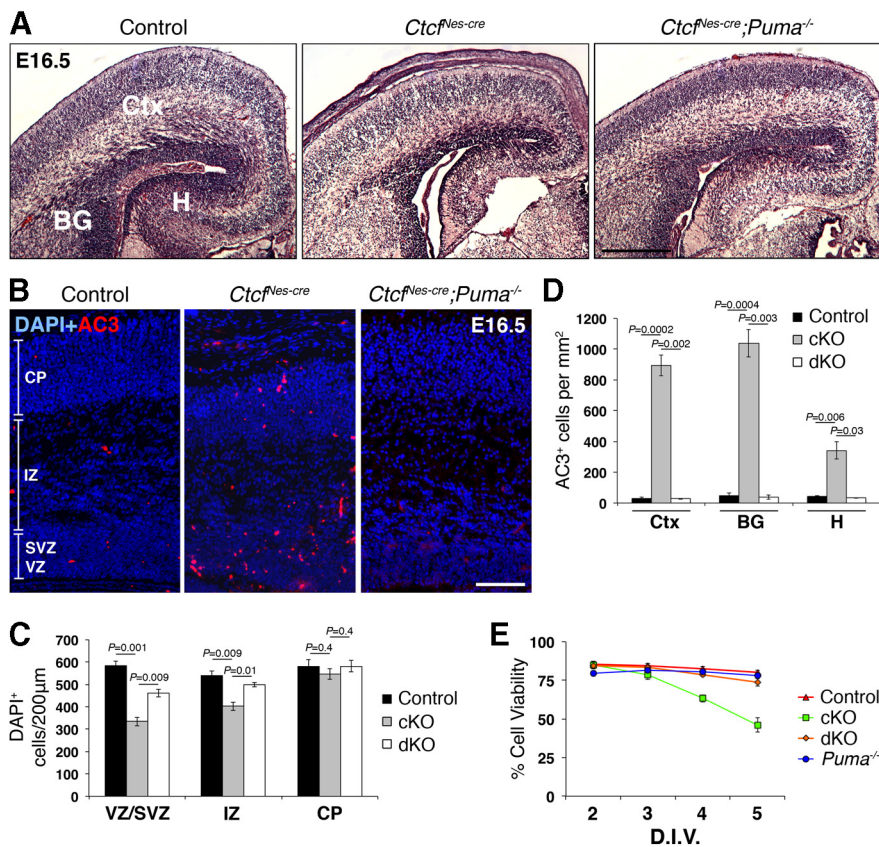 A
Control
Ctcf^Nes-cre
Ctcf^Nes-cre;Puma^-/-
E16.5
Ctx
BG
H
B
Control
Ctcf^Nes-cre
Ctcf^Nes-cre;Puma^-/-
DAPI+AC3
E16.5
CP
IZ
SVZ
VZ
D
Control
cKO
dKO
P=0.0002
P=0.002
P=0.0004
P=0.003
P=0.006
P=0.03
AC3⁺ cells per mm²
1200
1000
800
600
400
200
0
Ctx BG H
C
DAPI⁺
cells/200µm
700
600
500
400
300
200
100
0
P=0.001
P=0.009
P=0.009
P=0.01
P=0.4
P=0.4
Control
cKO
dKO
VZ/SVZ IZ CP
E
% Cell Viability
100
75
50
25
0
2 3 4 5
D.I.V.
Control
cKO
dKO
Puma^-/-